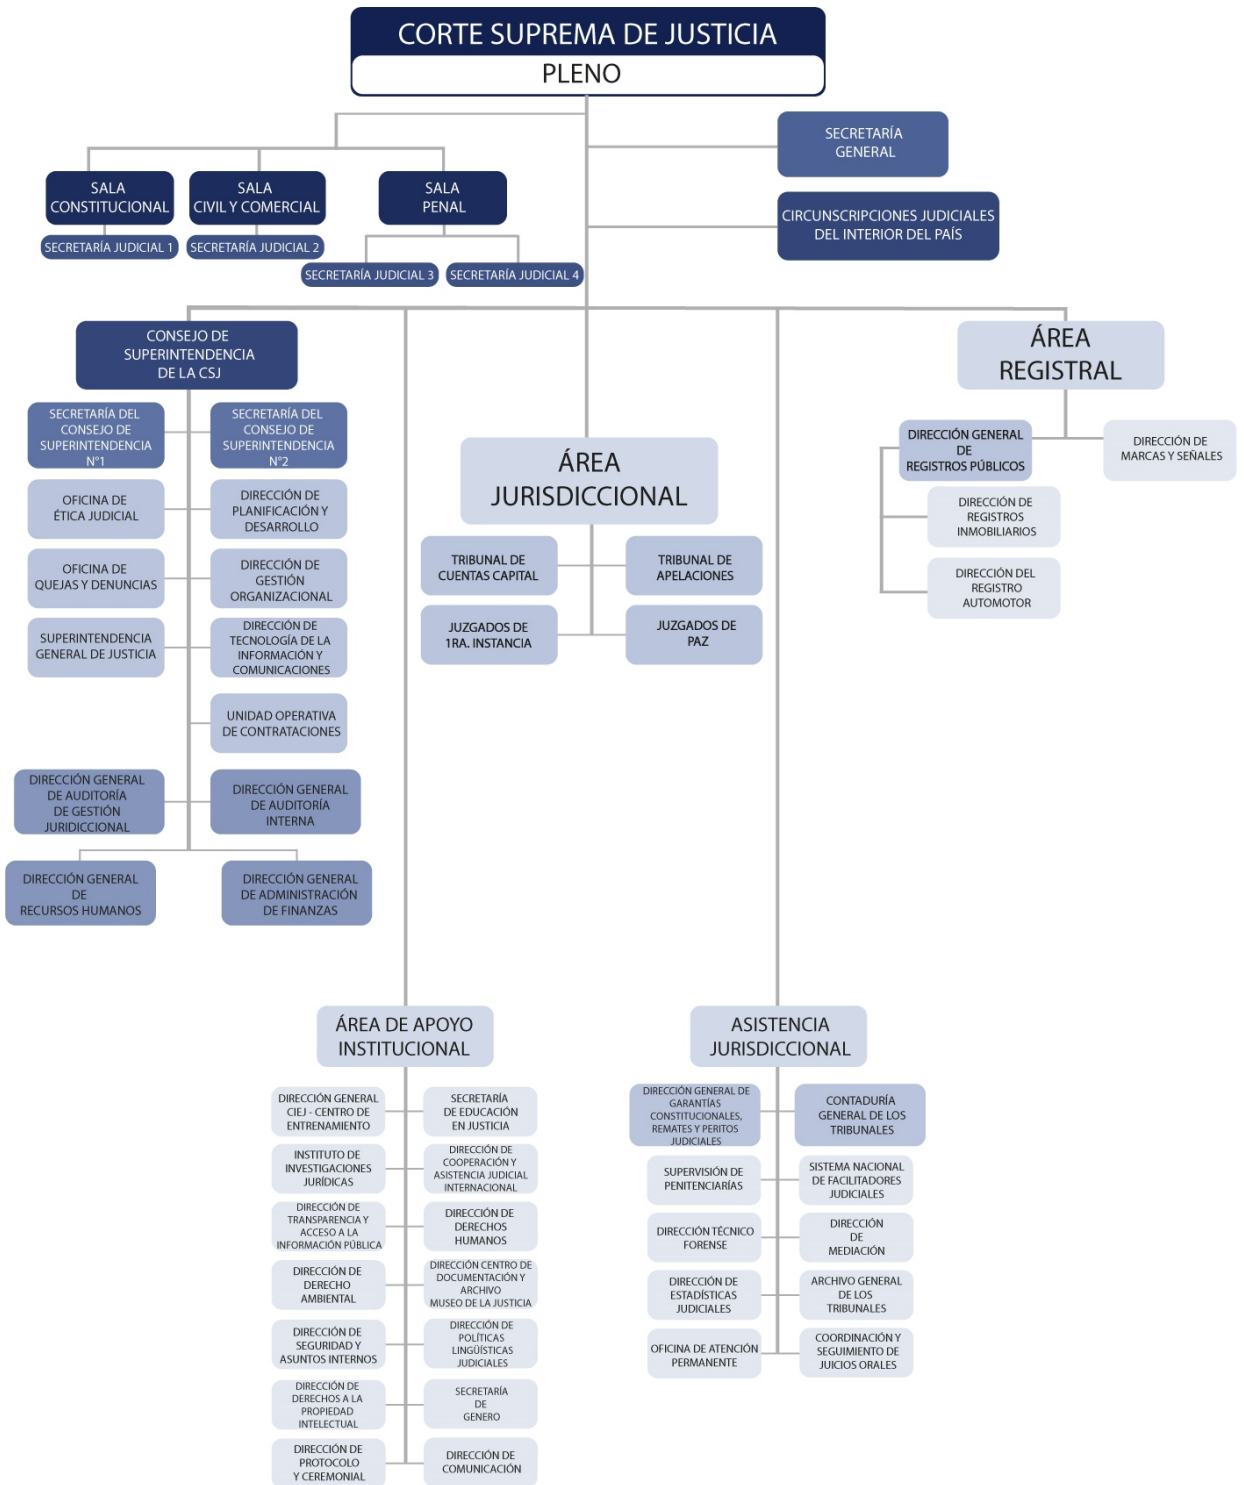 CORTE SUPREMA DE JUSTICIA
PLENO
SECRETARÍA
GENERAL
CIRCUNSCRIPCIONES JUDICIALES
DEL INTERIOR DEL PAÍS
SALA
CONSTITUCIONAL
SECRETARÍA JUDICIAL 1
SALA
CIVIL Y COMERCIAL
SECRETARÍA JUDICIAL 2
SALA
PENAL
SECRETARÍA JUDICIAL 3
SECRETARÍA JUDICIAL 4
CONSEJO DE
SUPERINTENDENCIA
DE LA CSJ
SECRETARÍA DEL
CONSEJO DE
SUPERINTENDENCIA
N°1
SECRETARÍA DEL
CONSEJO DE
SUPERINTENDENCIA
N°2
OFICINA DE
ÉTICA JUDICIAL
DIRECCIÓN DE
PLANIFICACIÓN Y
DESARROLLO
OFICINA DE
QUEJAS Y DENUNCIAS
DIRECCIÓN DE
GESTIÓN
ORGANIZACIONAL
SUPERINTENDENCIA
GENERAL DE JUSTICIA
DIRECCIÓN DE
TECNOLOGÍA DE LA
INFORMACIÓN Y
COMUNICACIONES
UNIDAD OPERATIVA
DE CONTRATACIONES
DIRECCIÓN GENERAL
DE AUDITORÍA
DE GESTIÓN
JURIDICCIONAL
DIRECCIÓN GENERAL
DE AUDITORÍA
INTERNA
DIRECCIÓN GENERAL
DE
RECURSOS HUMANOS
DIRECCIÓN GENERAL
DE ADMINISTRACIÓN
DE FINANZAS
ÁREA
JURISDICCIONAL
TRIBUNAL DE
CUENTAS CAPITAL
TRIBUNAL DE
APELACIONES
JUZGADOS DE
1RA. INSTANCIA
JUZGADOS DE
PAZ
ÁREA
REGISTRAL
DIRECCIÓN GENERAL
DE
REGISTROS PÚBLICOS
DIRECCIÓN DE
MARCAS Y SEÑALES
DIRECCIÓN DE
REGISTROS
INMOBILIARIOS
DIRECCIÓN DEL
REGISTRO
AUTOMOTOR
ÁREA DE APOYO
INSTITUCIONAL
DIRECCIÓN GENERAL
CIEJ - CENTRO DE
ENTRENAMIENTO
SECRETARÍA
DE EDUCACIÓN
EN JUSTICIA
INSTITUTO DE
INVESTIGACIONES
JURÍDICAS
DIRECCIÓN DE
COOPERACIÓN Y
ASISTENCIA JUDICIAL
INTERNACIONAL
DIRECCIÓN DE
TRANSPARENCIA Y
ACCESO A LA
INFORMACIÓN PÚBLICA
DIRECCIÓN DE
DERECHOS
HUMANOS
DIRECCIÓN DE
DERECHO
AMBIENTAL
DIRECCIÓN CENTRO DE
DOCUMENTACIÓN Y
ARCHIVO
MUSEO DE LA JUSTICIA
DIRECCIÓN DE
SEGURIDAD Y
ASUNTOS INTERNOS
DIRECCIÓN DE
POLÍTICAS
LINGÜÍSTICAS
JUDICIALES
DIRECCIÓN DE
DERECHOS A LA
PROPIEDAD
INTELECTUAL
SECRETARÍA
DE
GENERO
DIRECCIÓN DE
PROTOCOLO
Y CEREMONIAL
DIRECCIÓN DE
COMUNICACIÓN
ASISTENCIA
JURISDICCIONAL
DIRECCIÓN GENERAL DE
GARANTÍAS
CONSTITUCIONALES,
REMATES Y PERITOS
JUDICIALES
CONTADURÍA
GENERAL DE LOS
TRIBUNALES
SUPERVISIÓN DE
PENITENCIARÍAS
SISTEMA NACIONAL
DE FACILITADORES
JUDICIALES
DIRECCIÓN TÉCNICO
FORENSE
DIRECCIÓN
DE
MEDIACIÓN
DIRECCIÓN DE
ESTADÍSTICAS
JUDICIALES
ARCHIVO GENERAL
DE LOS
TRIBUNALES
OFICINA DE ATENCIÓN
PERMANENTE
COORDINACIÓN Y
SEGUIMIENTO DE
JUICIOS ORALES